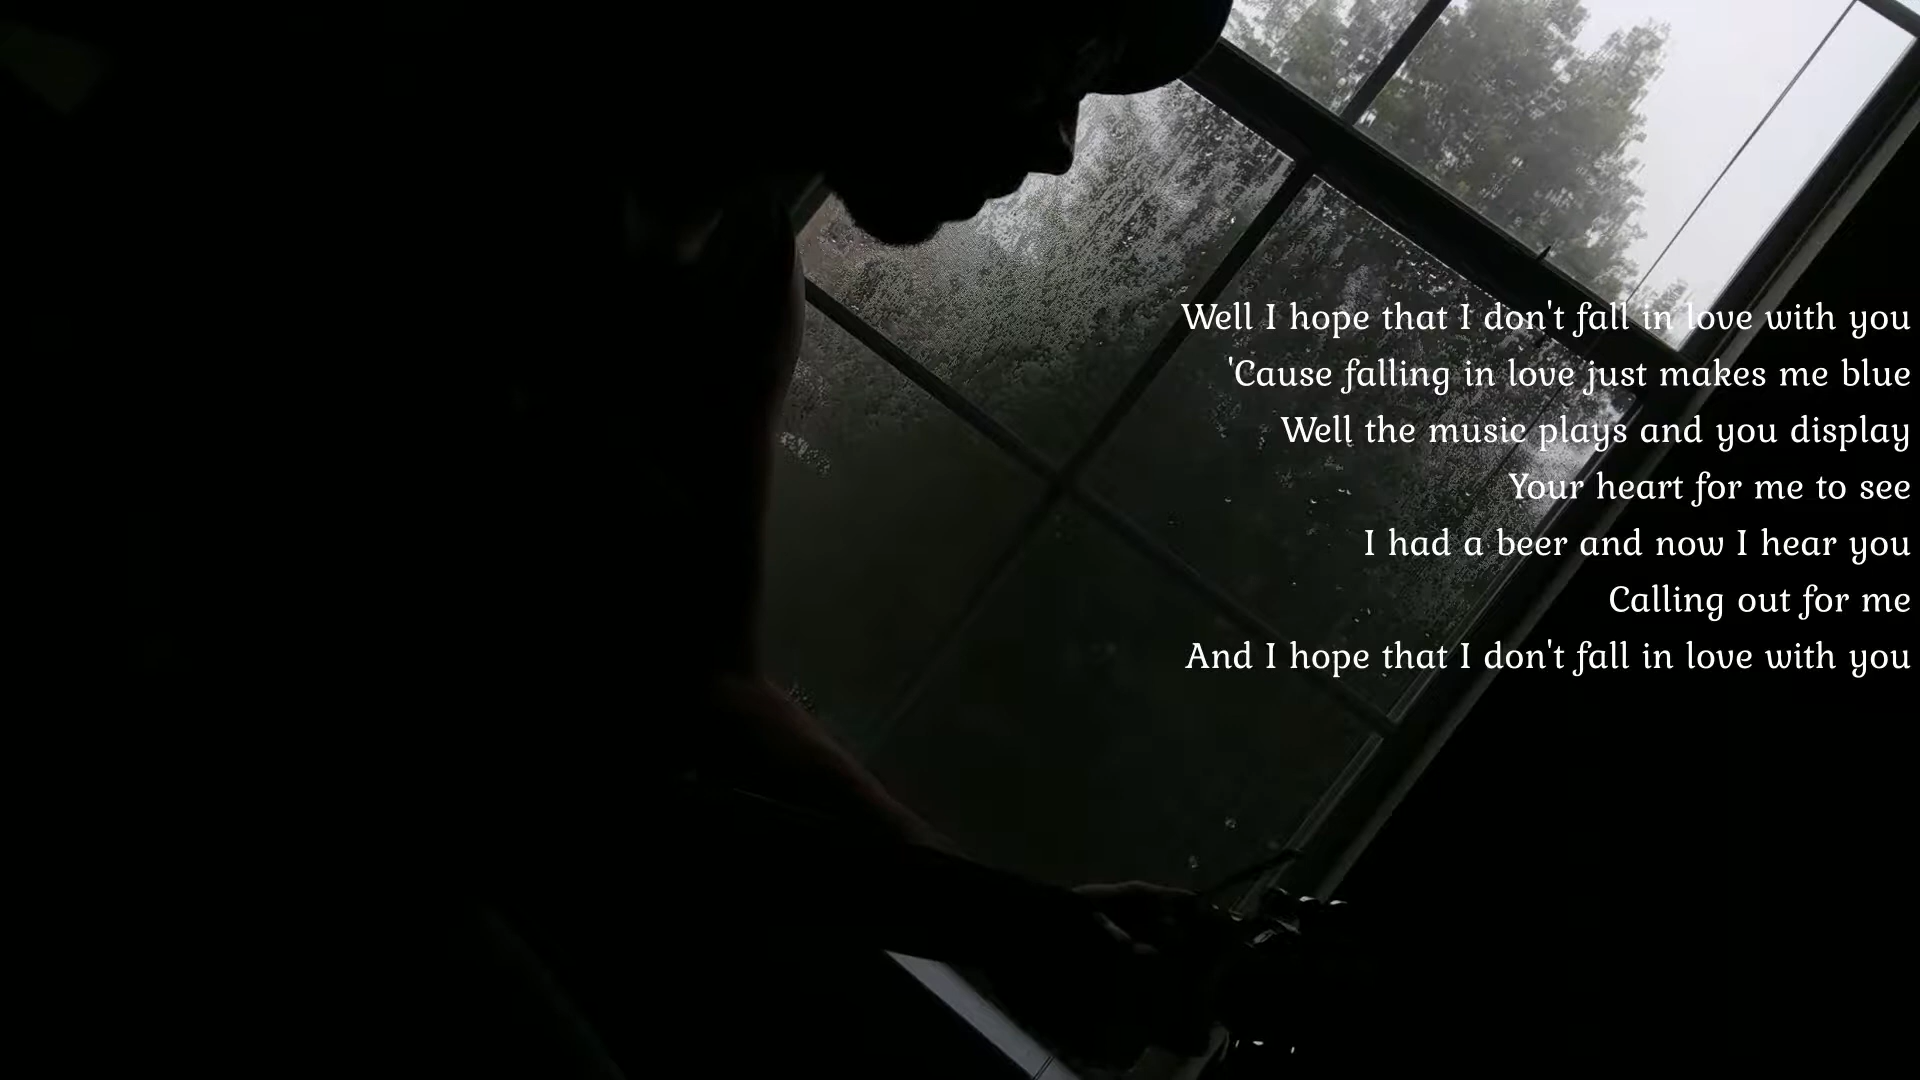 Well I hope that I don't fall in love with you
'Cause falling in love just makes me blue
Well the music plays and you display
Your heart for me to see
I had a beer and now I hear you
Calling out for me
And I hope that I don't fall in love with you